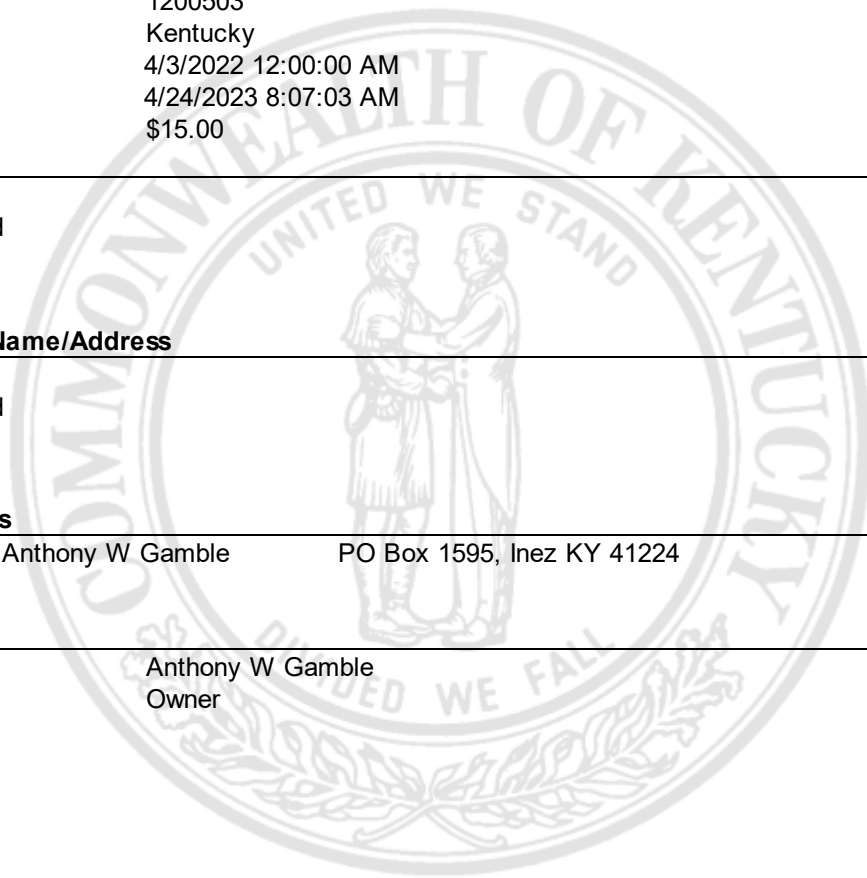 1200503
Kentucky
4/3/2022 12:00:00 AM
4/24/2023 8:07:03 AM
$15.00
d
Name/Address
d
s
Anthony W Gamble PO Box 1595, Inez KY 41224
Anthony W Gamble
Owner
COMMONWEALTH OF KENTUCKY
UNITED WE STAND
DIVIDED WE FALL